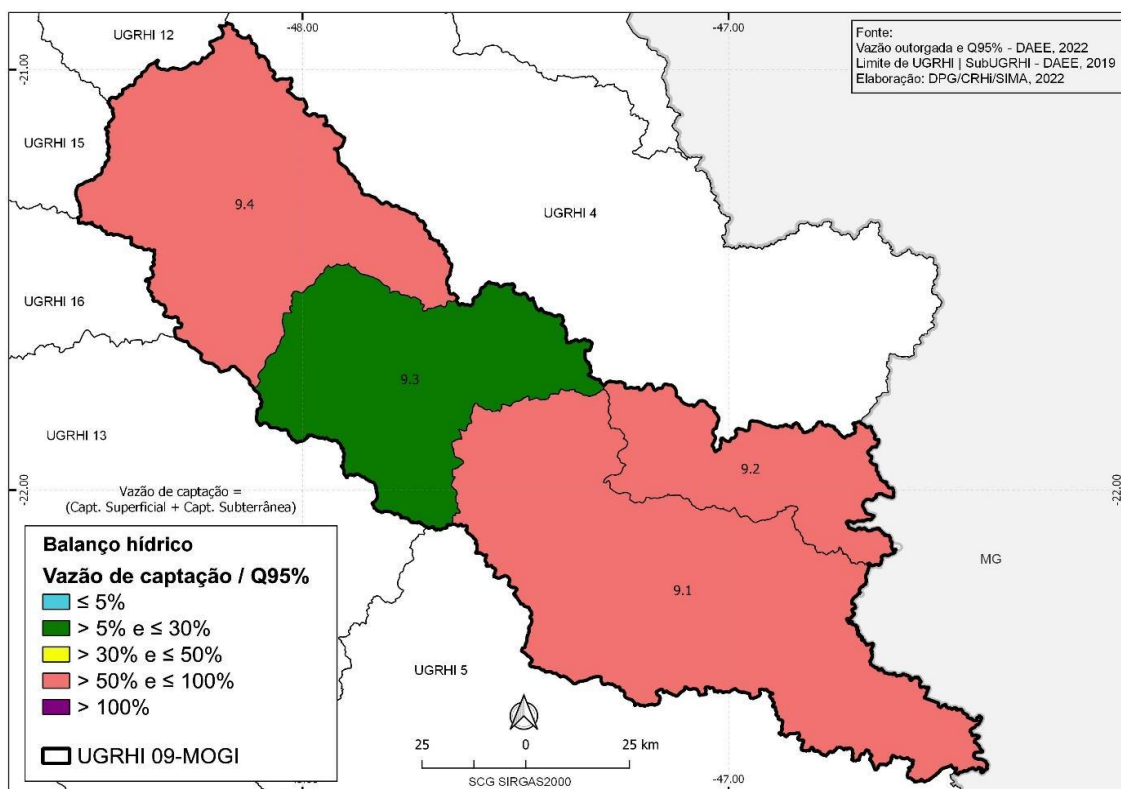 -48.00
-47.00
UGRHI 12
Fonte:
Vazão outorgada e Q95% - DAEE, 2022
Limite de UGRHI | SubUGRHI - DAEE, 2019
Elaboração: DPG/CRHi/SIMA, 2022
-21.00
UGRHI 15
9.4
UGRHI 4
UGRHI 16
9.3
UGRHI 13
9.2
-22.00
-22.00
Vazão de captação =
(Capt. Superficial + Capt. Subterrânea)
MG
9.1
Balanço hídrico
Vazão de captação / Q95%
≤ 5%
> 5% e ≤ 30%
> 30% e ≤ 50%
> 50% e ≤ 100%
> 100%
UGRHI 09-MOGI
UGRHI 5
25 0 25 km
SCG SIRGAS2000
-47.00